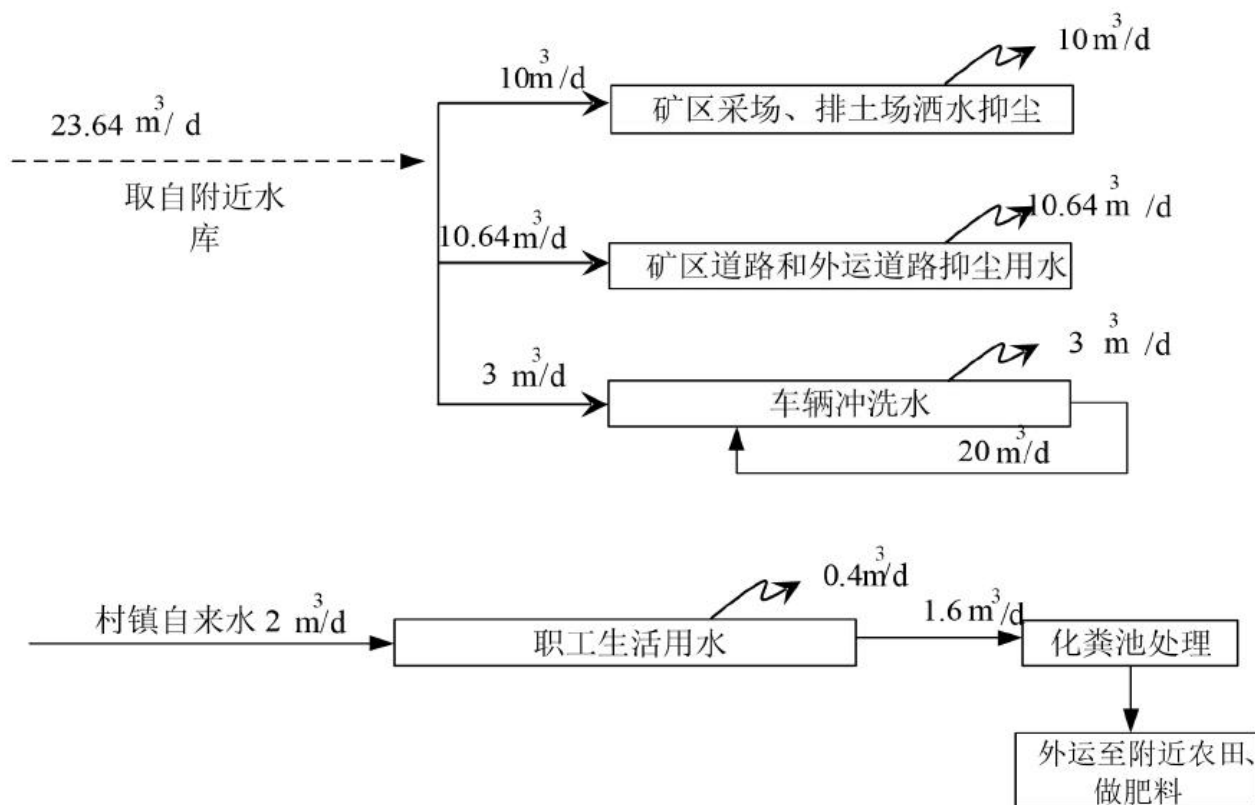 10m³/d
10m³/d
矿区采场、排土场洒水抑尘
23.64 m³/ d
取自附近水
库
10.64m³/d
10.64 m³ /d
矿区道路和外运道路抑尘用水
3 m³/d
3 m³ /d
车辆冲洗水
20 m³/d
村镇自来水 2 m³/d
职工生活用水
0.4m³/d
1.6 m³/d
化粪池处理
外运至附近农田、
做肥料